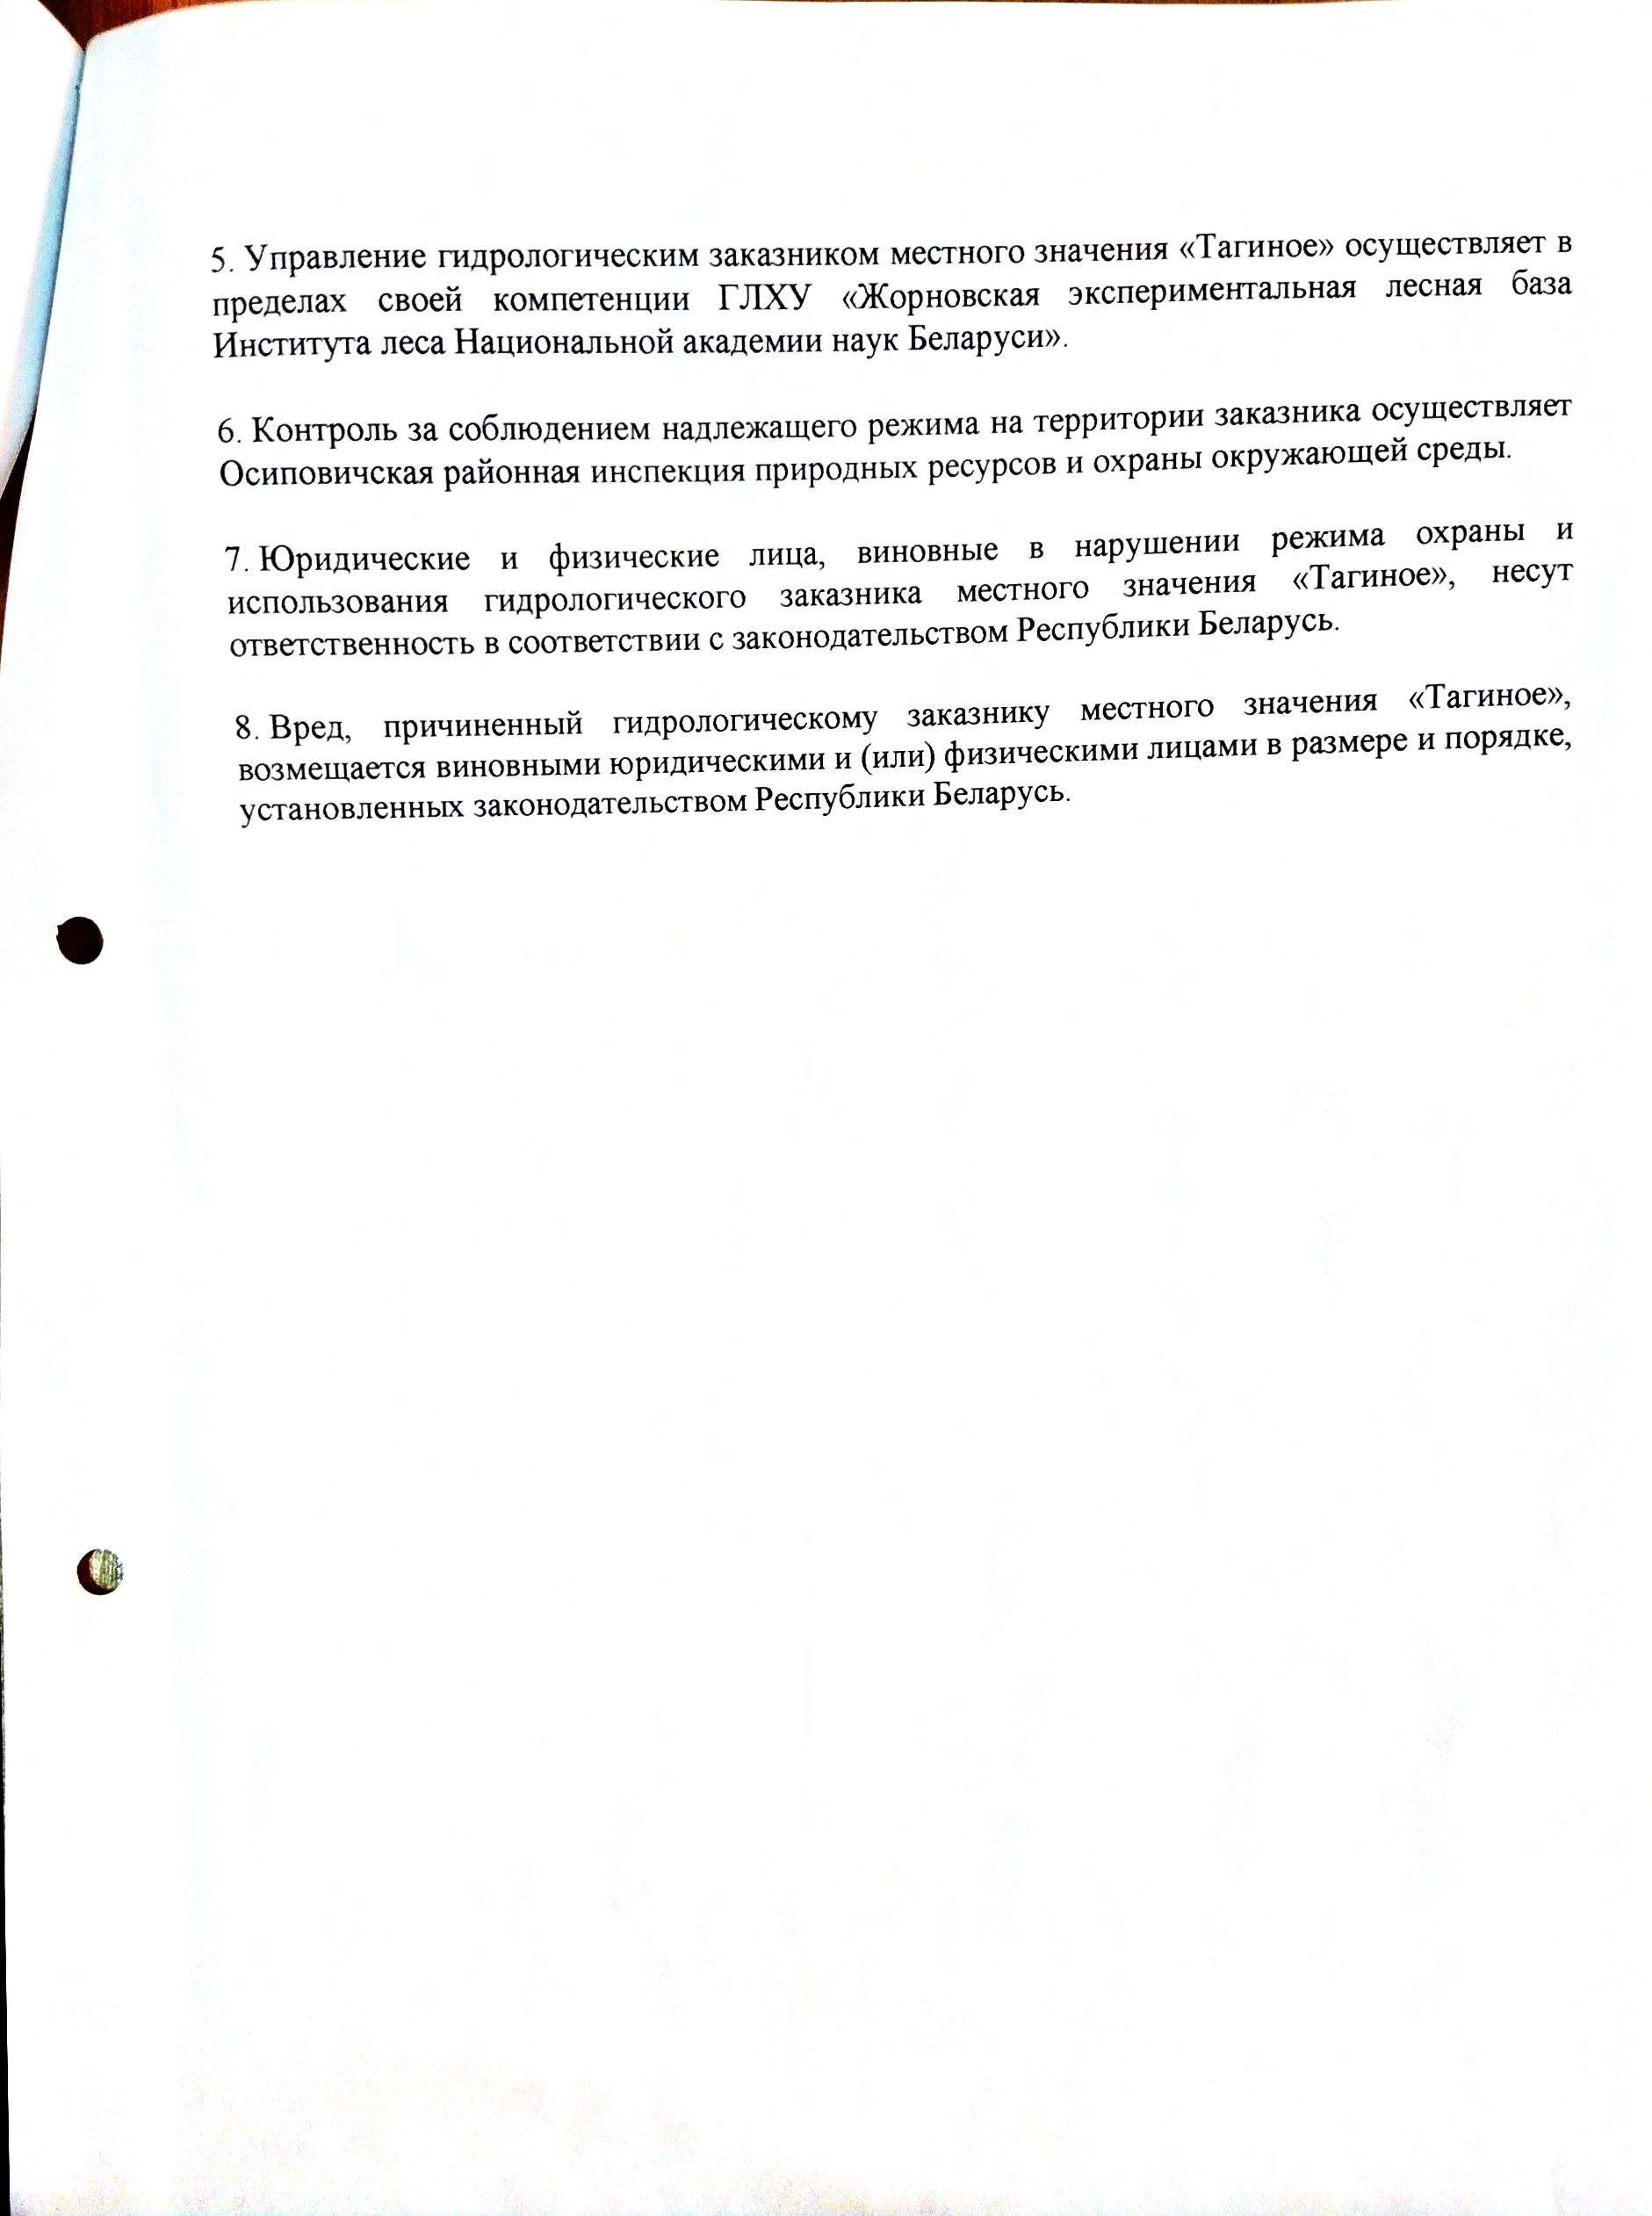 5. Управление гидрологическим заказником местного значения «Тагиное» осуществляет в
пределах своей компетенции ГЛХУ «Жорновская экспериментальная лесная база
Института леса Национальной академии наук Беларуси».
6. Контроль за соблюдением надлежащего режима на территории заказника осуществляет
Осиповичская районная инспекция природных ресурсов и охраны окружающей среды.
7. Юридические и физические лица, виновные в нарушении режима охраны и
использования гидрологического заказника местного значения «Тагиное», несут
ответственность в соответствии с законодательством Республики Беларусь.
8. Вред, причиненный гидрологическому заказнику местного значения «Тагиное»,
возмещается виновными юридическими и (или) физическими лицами в размере и порядке,
установленных законодательством Республики Беларусь.